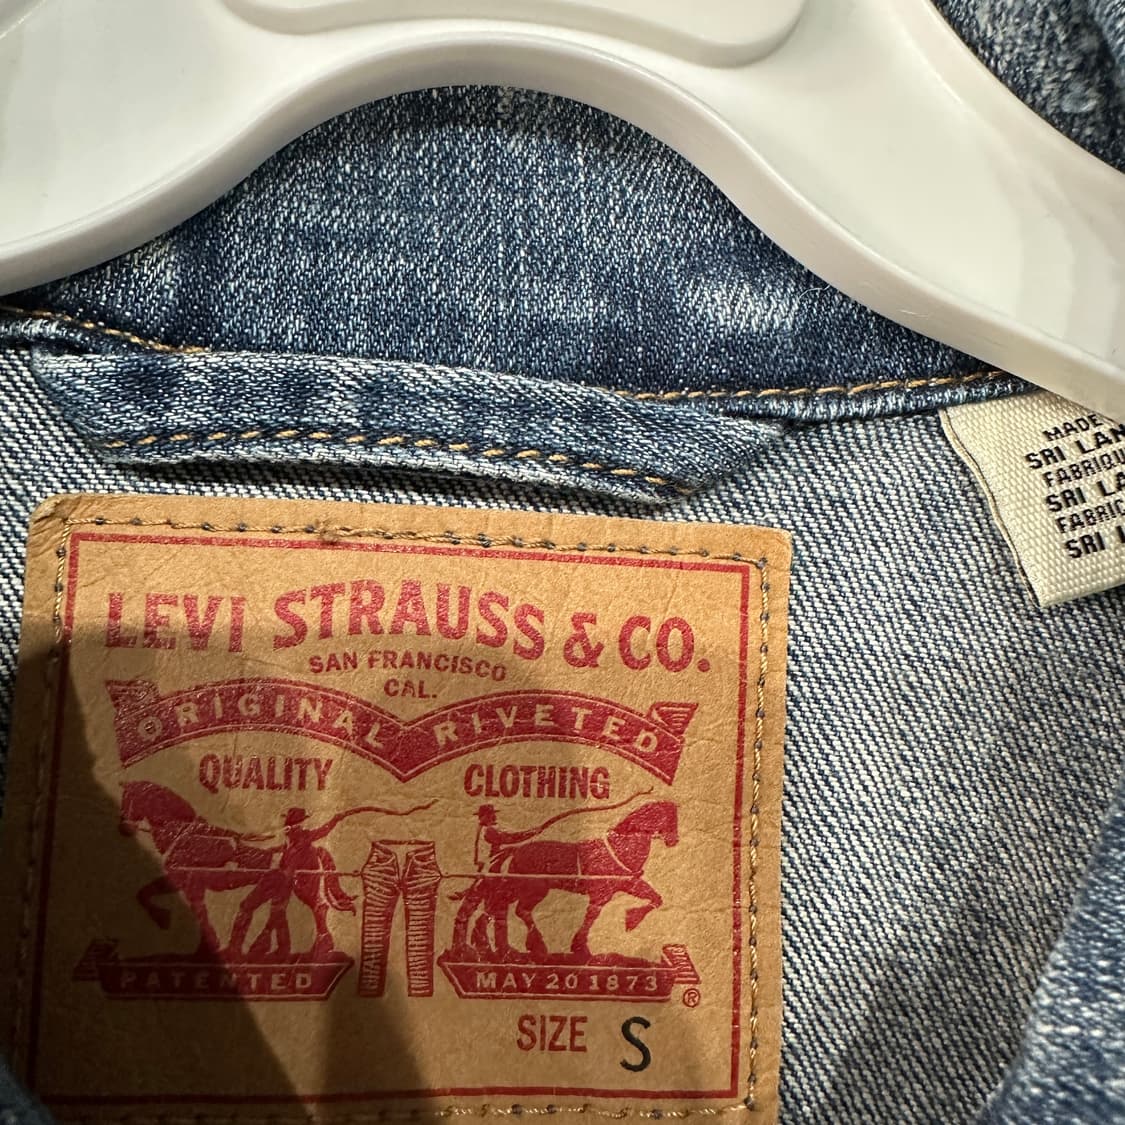 LEVI STRAUSS & CO.
SAN FRANCISCO
CAL.
ORIGINAL RIVETED
QUALITY CLOTHING
PATENTED MAY 20 1873 ®
SIZE S
MADE
SRI LAN
FABRIQU
SRI LA
FABRIC
SRI L